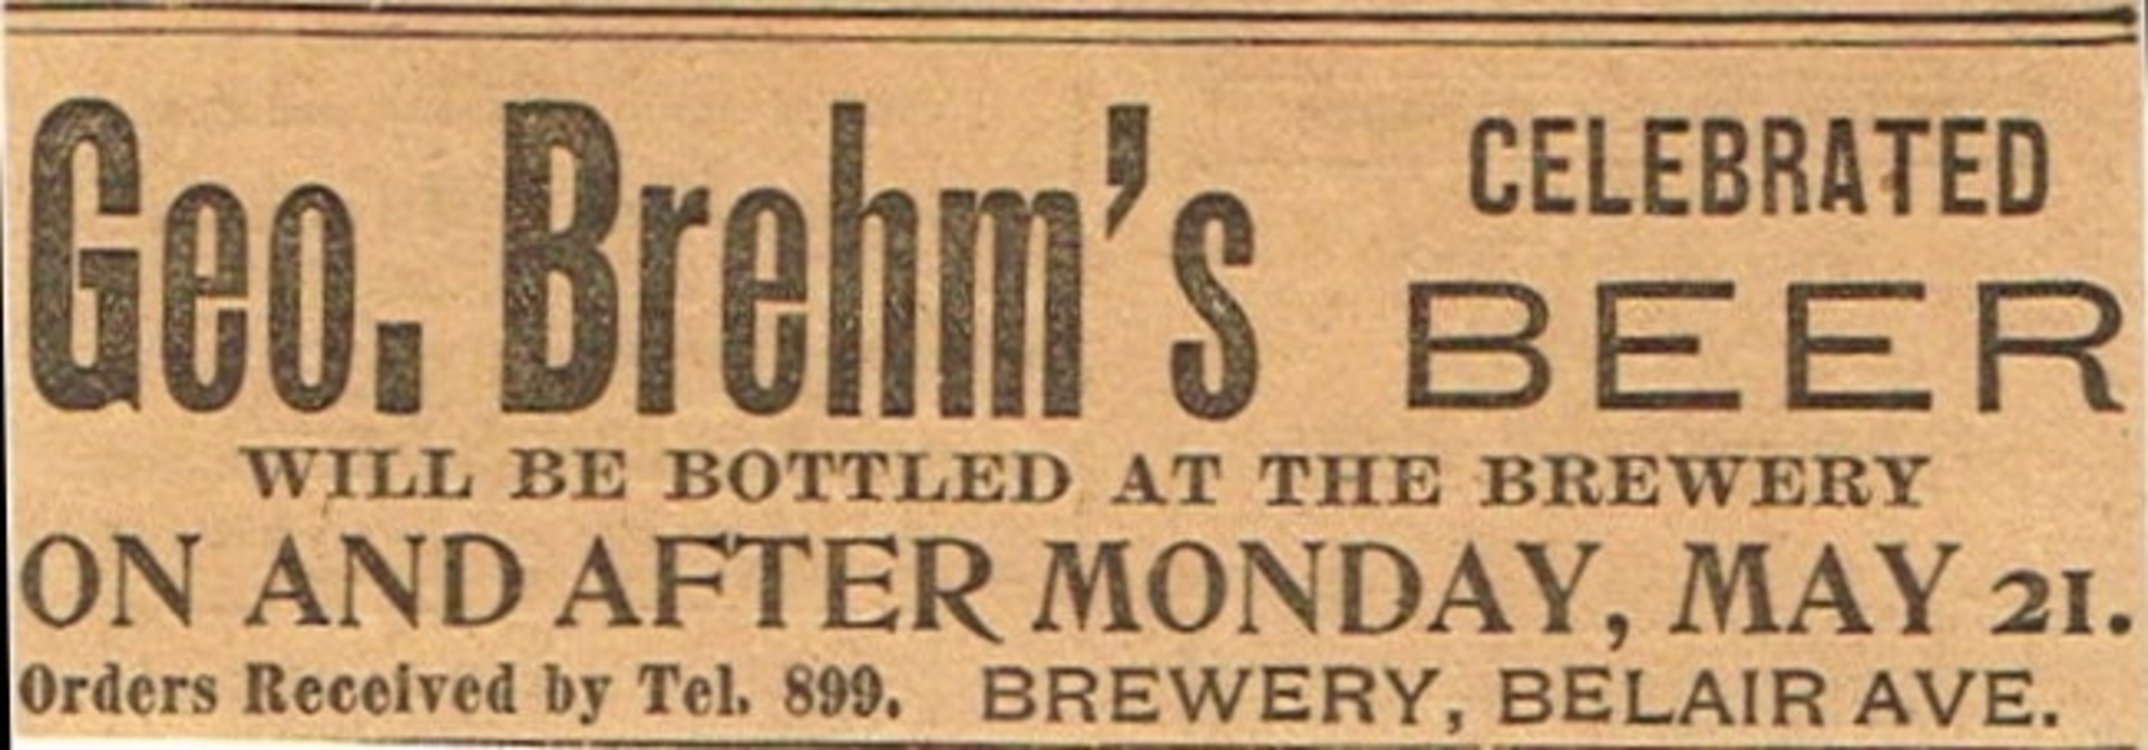 Geo. Brehm's CELEBRATED
BEER
WILL BE BOTTLED AT THE BREWERY
ON AND AFTER MONDAY, MAY 21.
Orders Received by Tel. 899. BREWERY, BELAIR AVE.